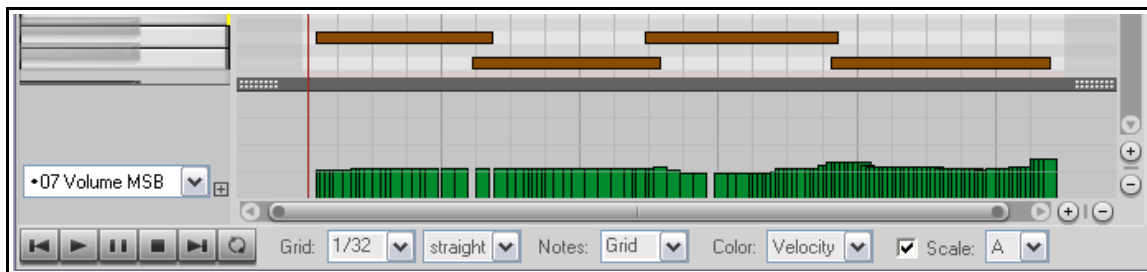 •07 Volume MSB
Grid: 1/32 straight Notes: Grid Color: Velocity Scale: A